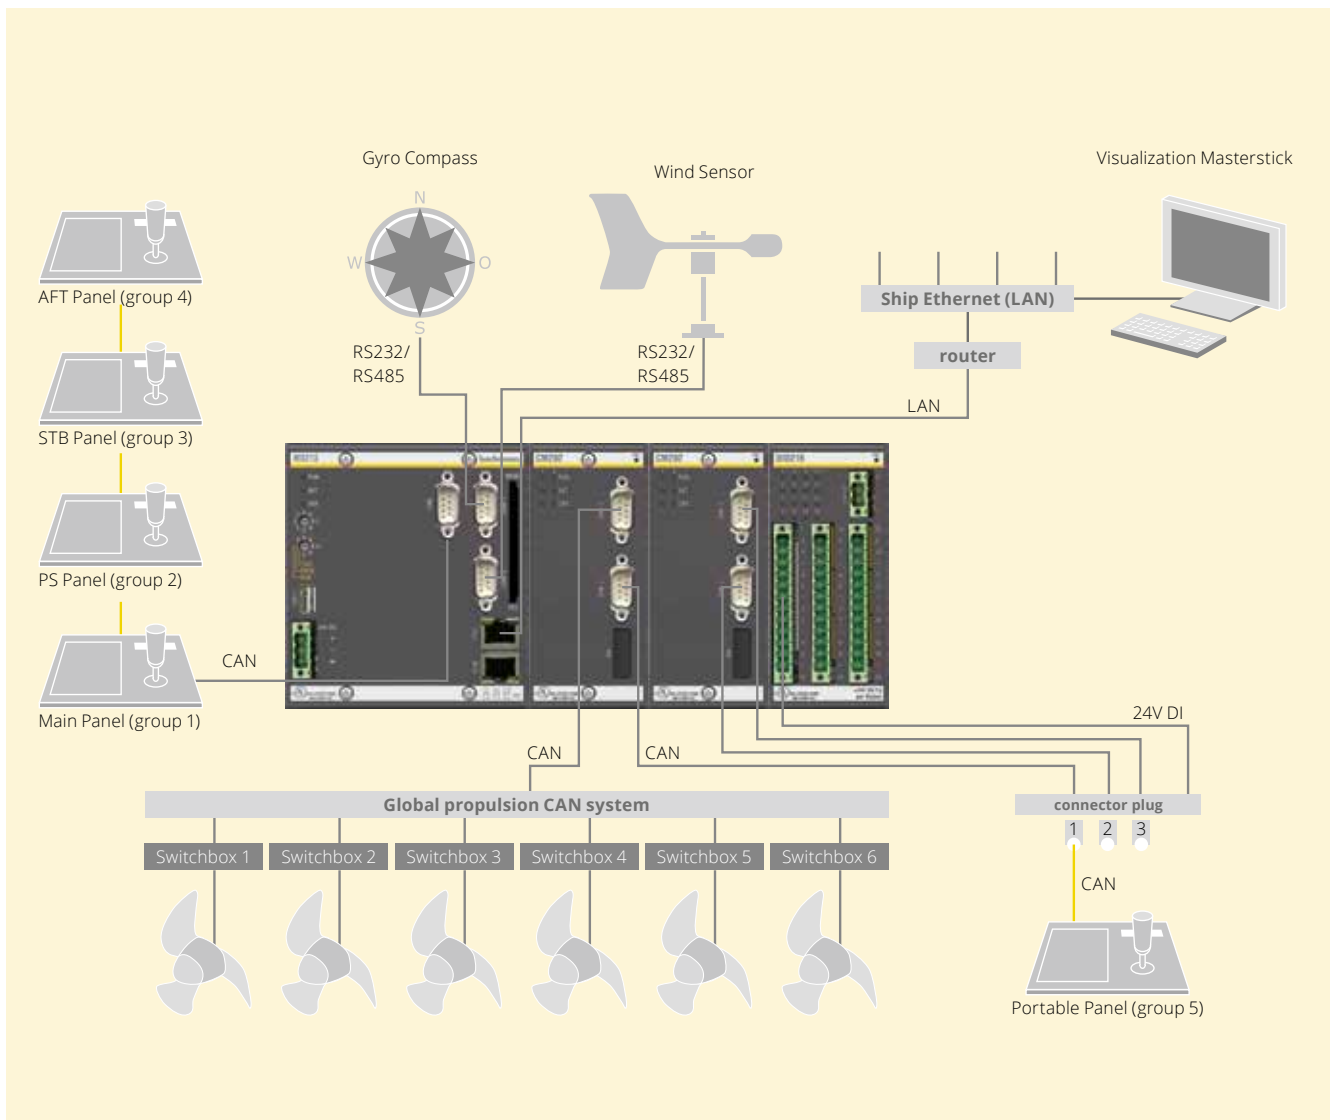 Gyro Compass
Wind Sensor
Visualization Masterstick
N
W
O
S
AFT Panel (group 4)
Ship Ethernet (LAN)
RS232/
RS485
RS232/
RS485
router
LAN
STB Panel (group 3)
PS Panel (group 2)
CAN
Main Panel (group 1)
24V DI
CAN
CAN
Global propulsion CAN system
connector plug
1
2
3
Switchbox 1
Switchbox 2
Switchbox 3
Switchbox 4
Switchbox 5
Switchbox 6
CAN
Portable Panel (group 5)